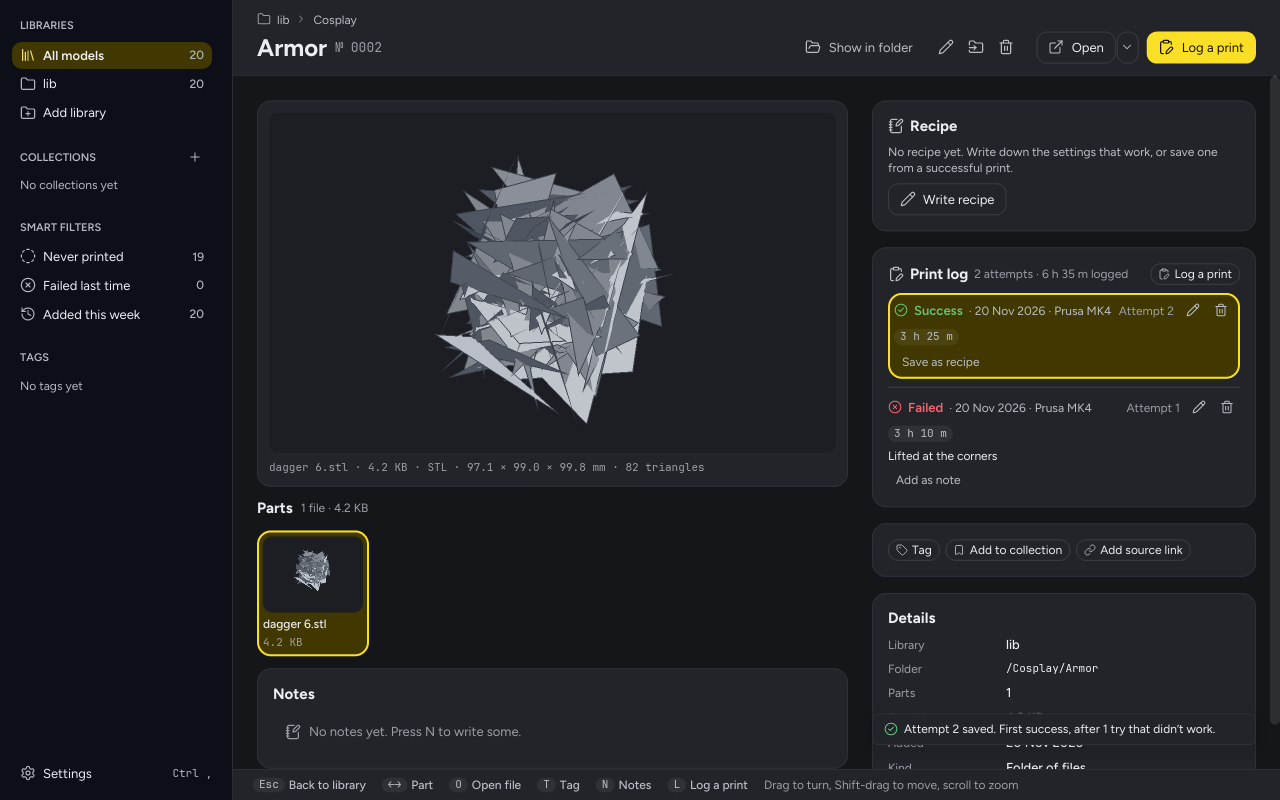 LIBRARIES
All models 20
lib 20
Add library
COLLECTIONS
No collections yet
SMART FILTERS
Never printed 19
Failed last time 0
Added this week 20
TAGS
No tags yet
Settings Ctrl ,
lib Cosplay
Armor № 0002
Show in folder
Open
Log a print
dagger 6.stl · 4.2 KB · STL · 97.1 × 99.0 × 99.8 mm · 82 triangles
Parts 1 file · 4.2 KB
dagger 6.stl
4.2 KB
Notes
No notes yet. Press N to write some.
Recipe
No recipe yet. Write down the settings that work, or save one
from a successful print.
Write recipe
Print log 2 attempts · 6 h 35 m logged Log a print
Success · 20 Nov 2026 · Prusa MK4 Attempt 2
3 h 25 m
Save as recipe
Failed · 20 Nov 2026 · Prusa MK4 Attempt 1
3 h 10 m
Lifted at the corners
Add as note
Tag Add to collection Add source link
Details
Library lib
Folder /Cosplay/Armor
Parts 1
Attempt 2 saved. First success, after 1 try that didn't work.
Added 20 Nov 2026
Kind Folder of files
Esc Back to library ↔ Part O Open file T Tag N Notes L Log a print Drag to turn, Shift-drag to move, scroll to zoom